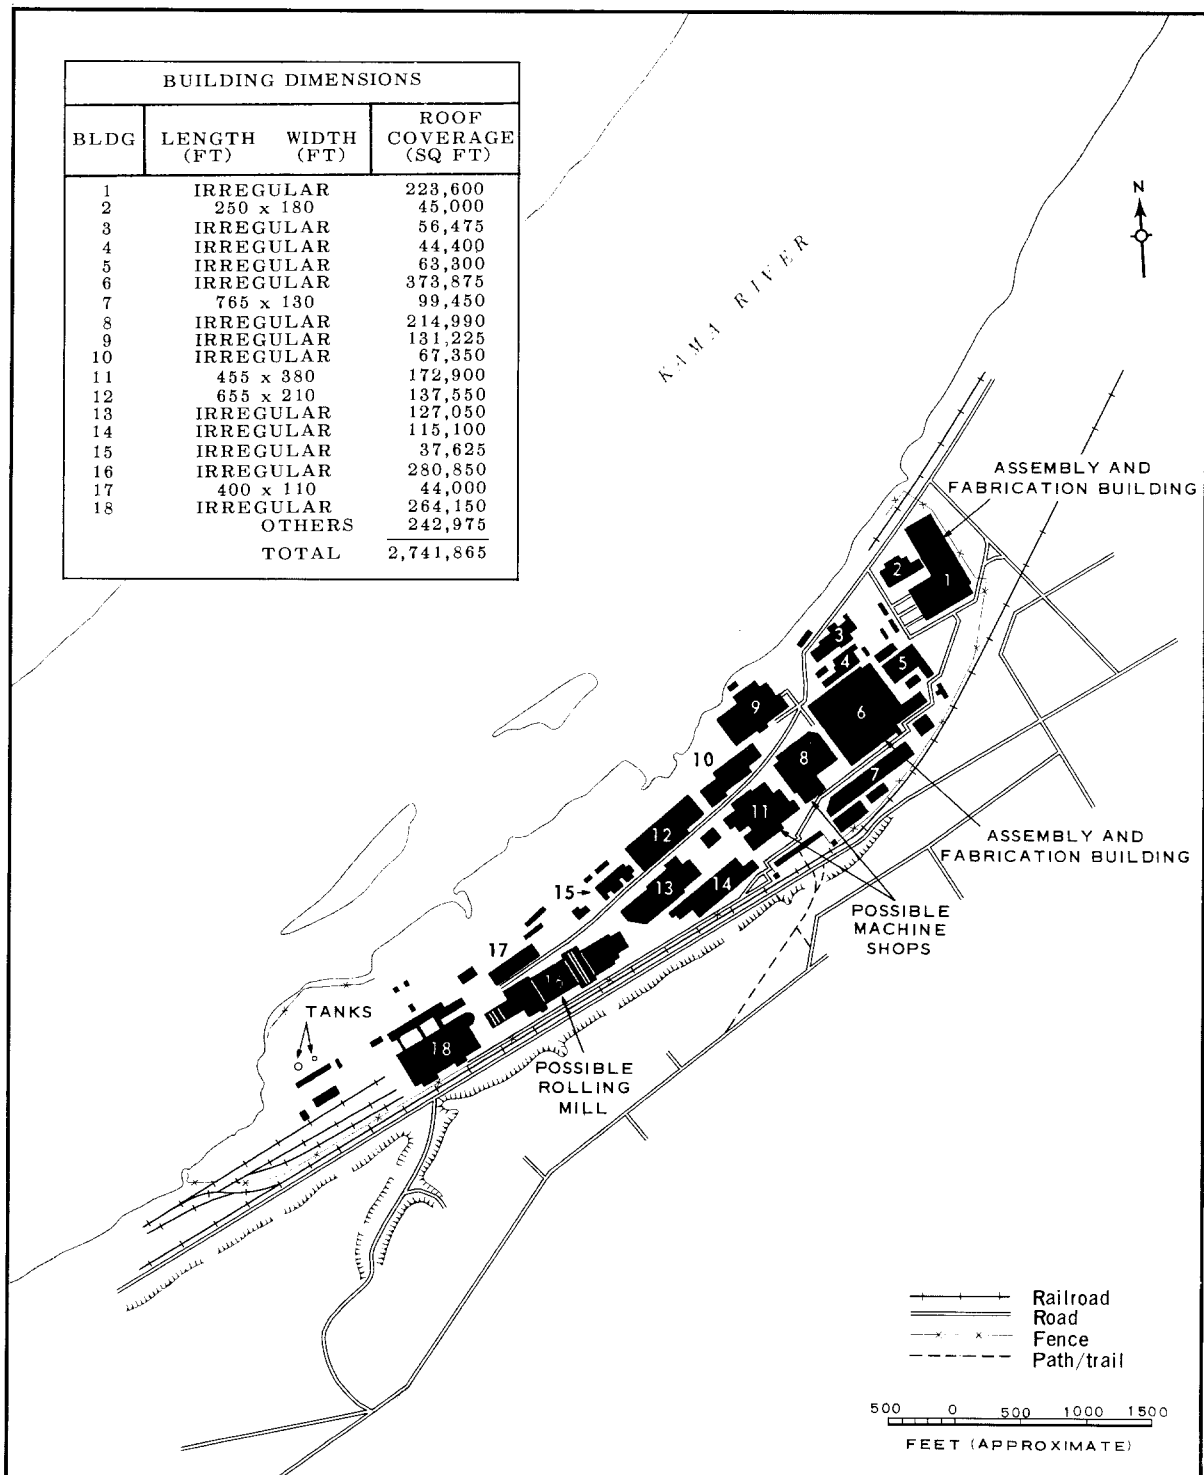 BUILDING DIMENSIONS
BLDG LENGTH (FT) WIDTH (FT) ROOF COVERAGE (SQ FT)
1 IRREGULAR 223,600
2 250 x 180 45,000
3 IRREGULAR 56,475
4 IRREGULAR 44,400
5 IRREGULAR 63,300
6 IRREGULAR 373,875
7 765 x 130 99,450
8 IRREGULAR 214,990
9 IRREGULAR 131,225
10 IRREGULAR 67,350
11 455 x 380 172,900
12 655 x 210 137,550
13 IRREGULAR 127,050
14 IRREGULAR 115,100
15 IRREGULAR 37,625
16 IRREGULAR 280,850
17 400 x 110 44,000
18 IRREGULAR 264,150
OTHERS 242,975
TOTAL 2,741,865
N
KAMA RIVER
ASSEMBLY AND
FABRICATION BUILDING
2
1
3
4
5
9
6
10
8
7
11
12
ASSEMBLY AND
FABRICATION BUILDING
15
13
14
POSSIBLE
MACHINE
SHOPS
17
16
TANKS
18
POSSIBLE
ROLLING
MILL
Railroad
Road
Fence
Path/trail
500 0 500 1000 1500
FEET (APPROXIMATE)